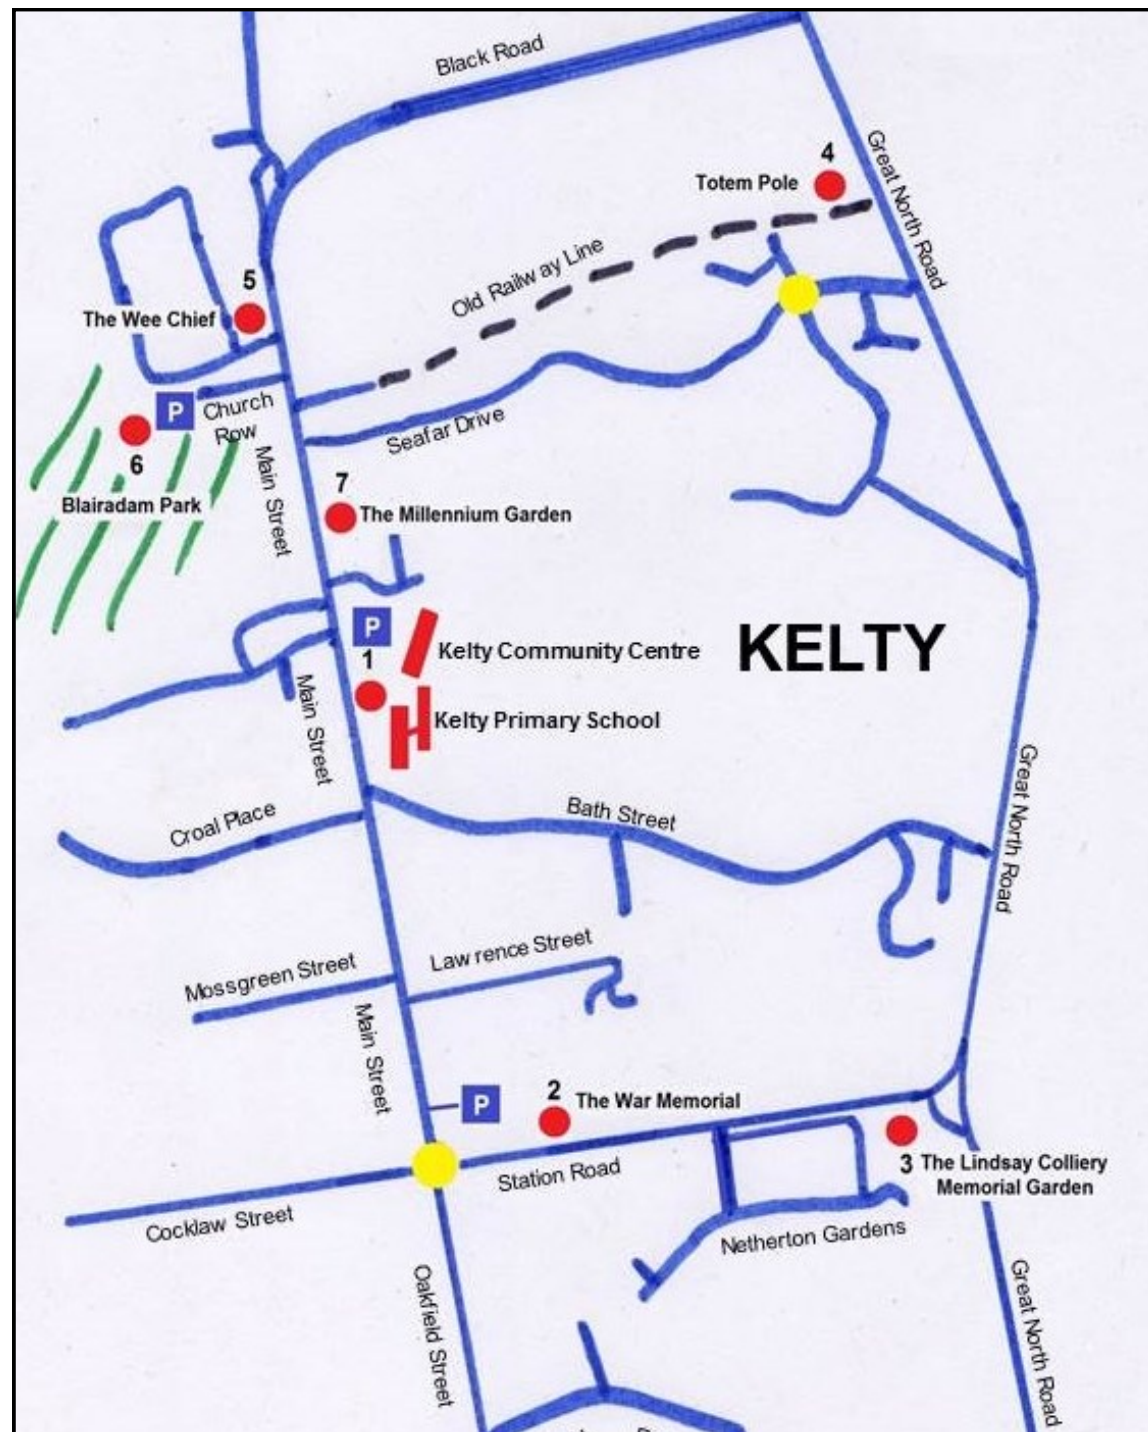 Black Road
4
Totem Pole
Great North Road
Old Railway Line
5
The Wee Chief
P
Church
Row
Seafar Drive
6
Main Street
7
Blairadam Park
The Millennium Garden
P
Kelty Community Centre
KELTY
1
Main Street
Kelty Primary School
Great North Road
Croal Place
Bath Street
Lawrence Street
Mossgreen Street
Main Street
P
2
The War Memorial
3
The Lindsay Colliery
Memorial Garden
Station Road
Cocklaw Street
Netherton Gardens
Oakfield Street
Great North Road